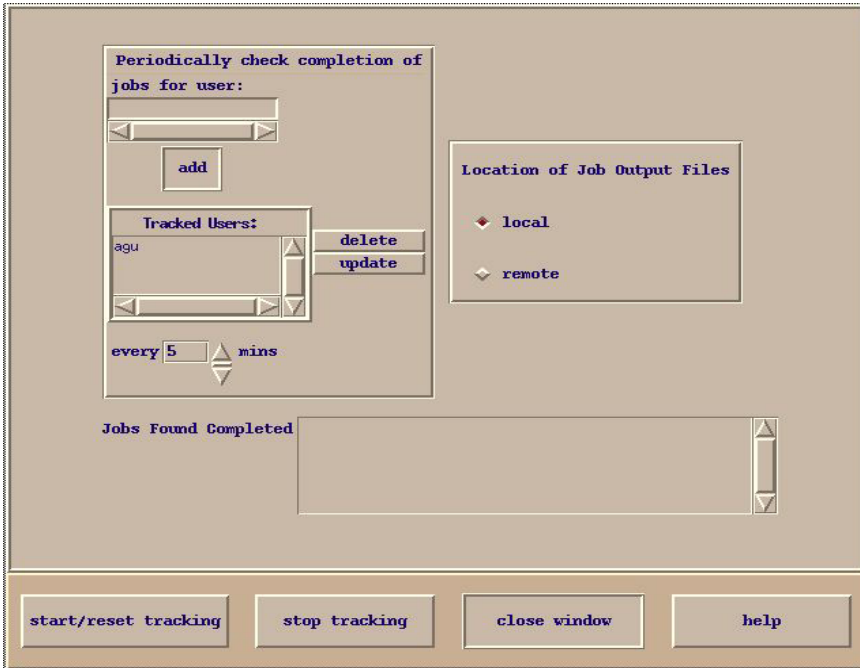 Periodically check completion of
jobs for user:
add
Tracked Users:
agu
delete
update
every 5 mins
Location of Job Output Files
local
remote
Jobs Found Completed
start/reset tracking
stop tracking
close window
help